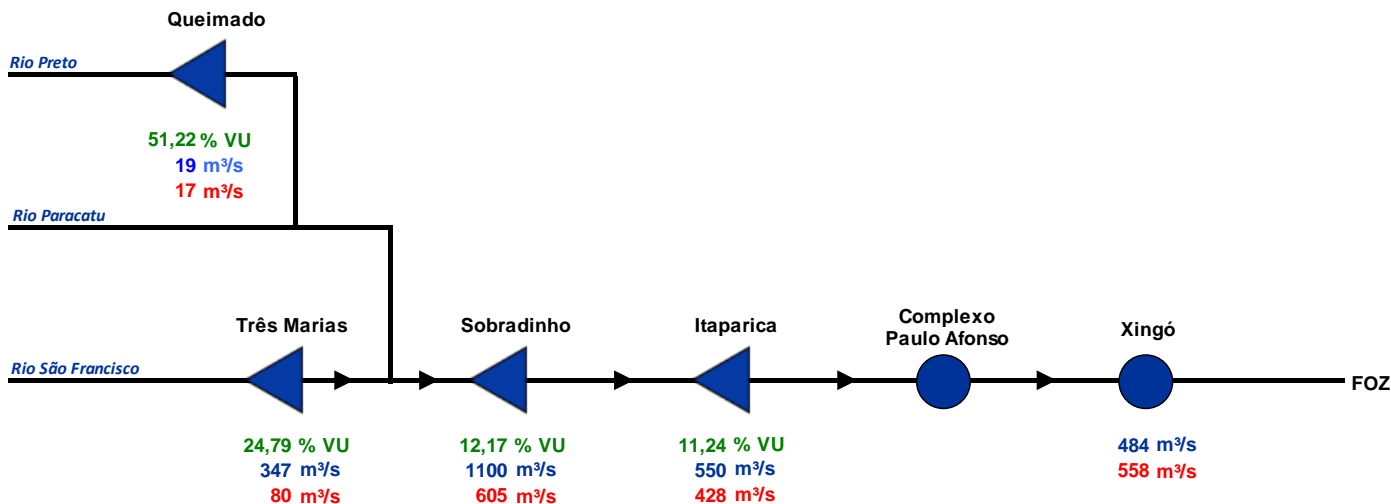 Queimado
Rio Preto
51,22 % VU
19 m³/s
17 m³/s
Rio Paracatu
Três Marias
Sobradinho
Itaparica
Complexo
Paulo Afonso
Xingó
Rio São Francisco
FOZ
24,79 % VU
347 m³/s
80 m³/s
12,17 % VU
1100 m³/s
605 m³/s
11,24 % VU
550 m³/s
428 m³/s
484 m³/s
558 m³/s